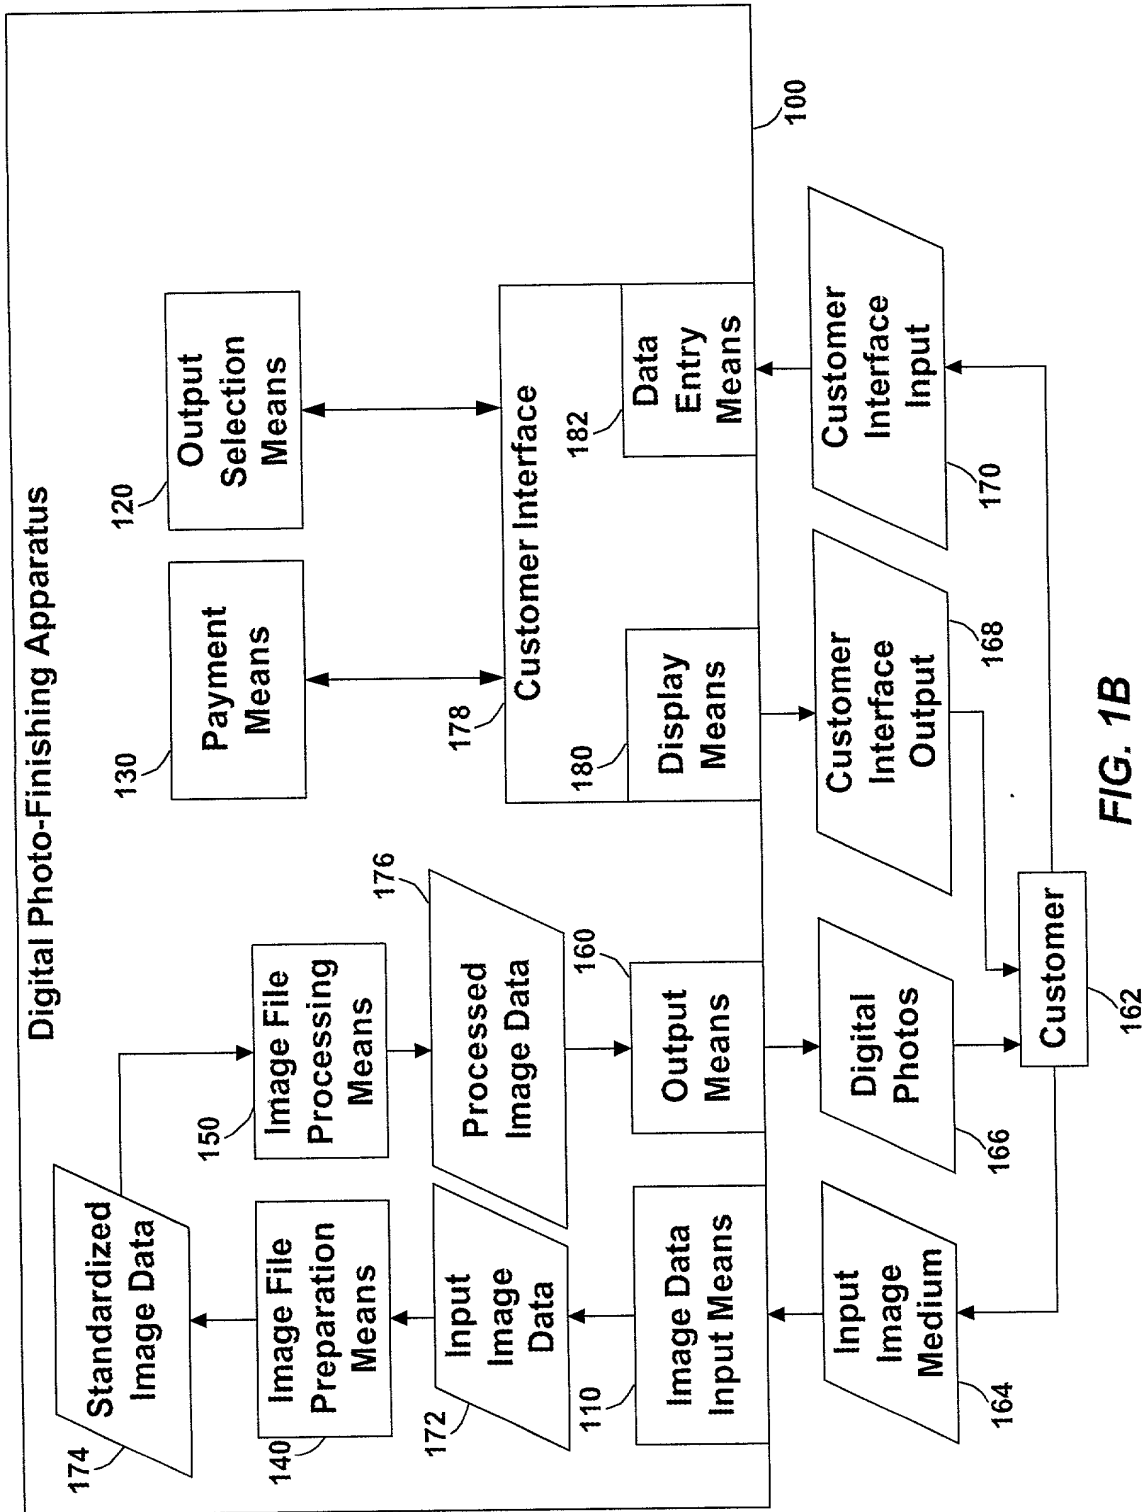 Digital Photo-Finishing Apparatus
174
Standardized
Image Data
150
Image File
Processing
Means
140
Image File
Preparation
Means
176
Processed
Image Data
172
Input
Image
Data
160
Output
Means
110
Image Data
Input Means
130
Payment
Means
120
Output
Selection
Means
178
Customer Interface
180
Display
Means
182
Data
Entry
Means
100
164
Input
Image
Medium
166
Digital
Photos
Customer
Interface
Output
168
Customer
Interface
Input
170
Customer
162
FIG. 1B